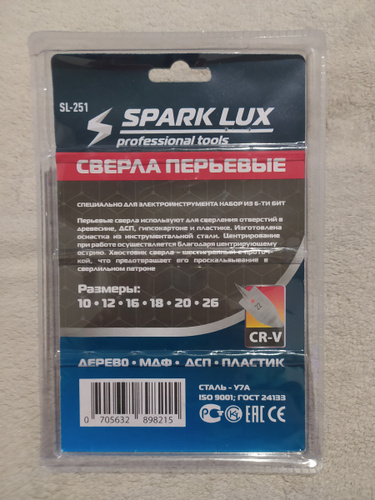 SL-251
SPARK LUX
professional tools
СВЕРЛА ПЕРЬЕВЫЕ
СПЕЦИАЛЬНО ДЛЯ ЭЛЕКТРОИНСТРУМЕНТА НАБОР ИЗ 6-ТИ БИТ
Перьевые сверла используют для сверления отверстий в
древесине, ДСП, гипсокартоне и пластике. Изготовлена
оснастка из инструментальной стали. Центрирование
при работе осуществляется благодаря центрирующему
острию. Хвостовик сверла – шестигранный с проточ-
кой, что предотвращает его проскальзывание в
сверлильном патроне
Размеры:
10 • 12 • 16 • 18 • 20 • 26
CR-V
ДЕРЕВО • МДФ • ДСП • ПЛАСТИК
СТАЛЬ - У7А
ISO 9001; ГОСТ 24133
0 705632 898215
EAC CE